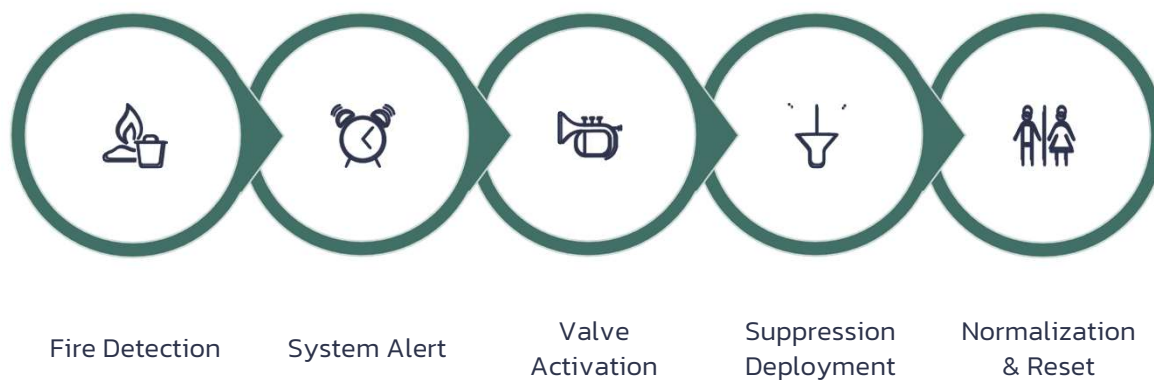 Fire Detection
System Alert
Valve
Activation
Suppression
Deployment
Normalization
& Reset